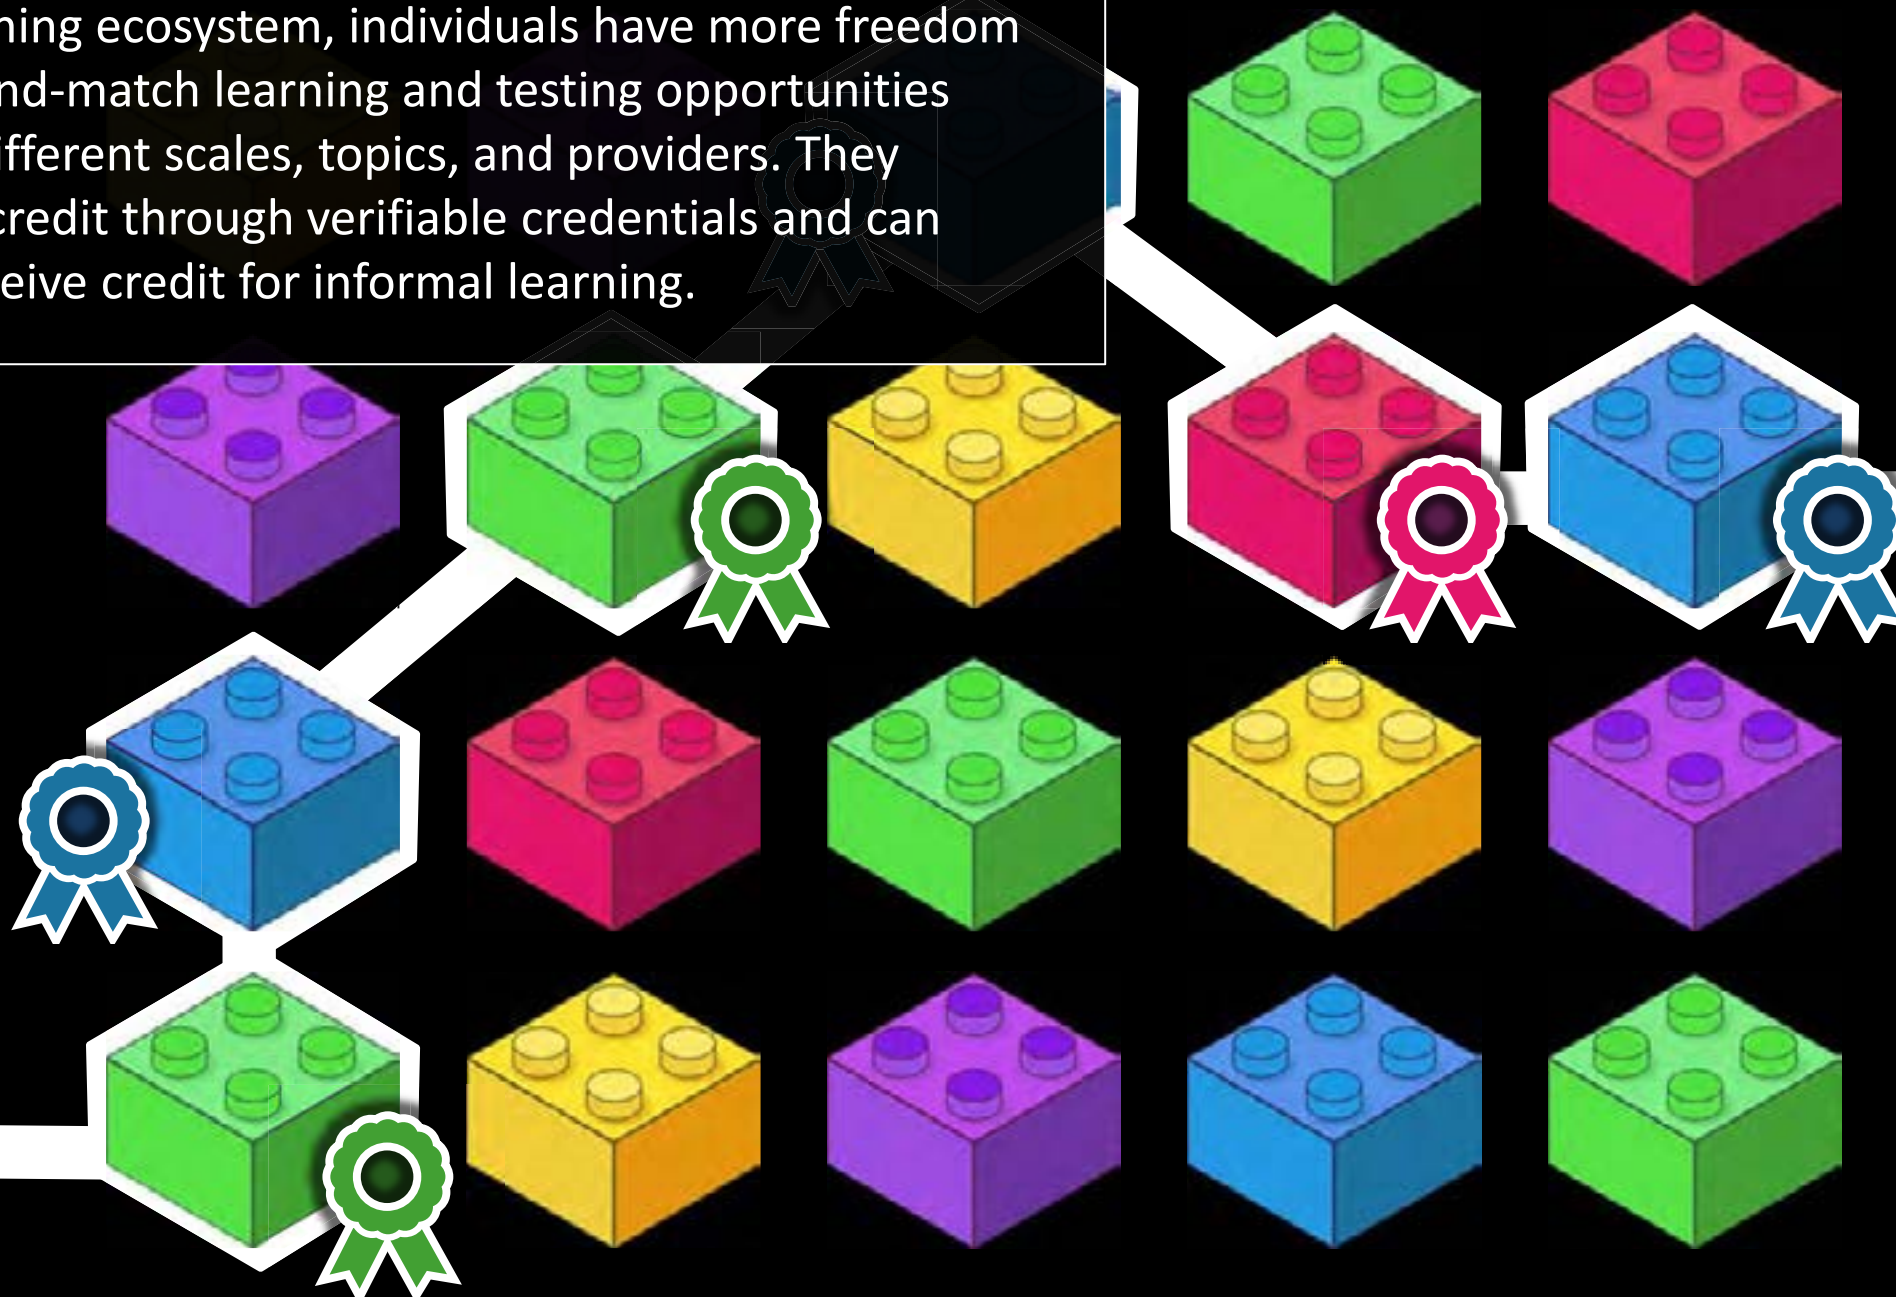 ning ecosystem, individuals have more freedom
nd-match learning and testing opportunities
ifferent scales, topics, and providers. They
credit through verifiable credentials and can
eive credit for informal learning.